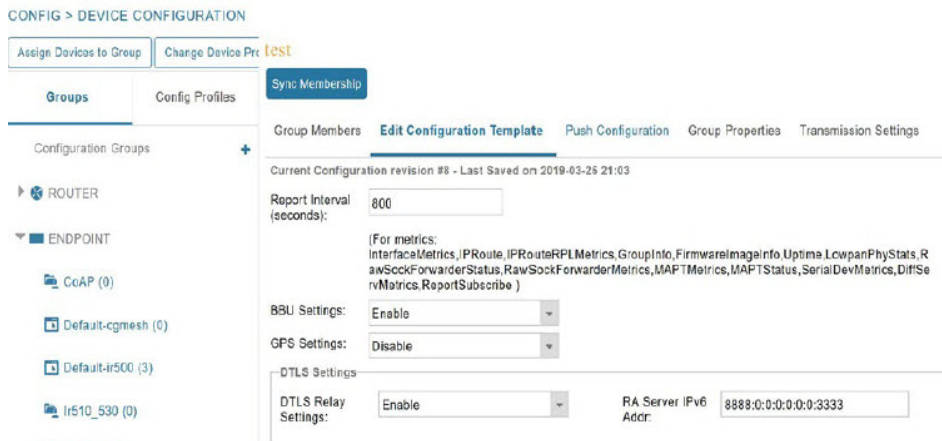 CONFIG > DEVICE CONFIGURATION
Assign Devices to Group
Change Device Pro
test
Sync Membership
Groups
Config Profiles
Group Members
Edit Configuration Template
Push Configuration
Group Properties
Transmission Settings
Configuration Groups
+
Current Configuration revision #8 - Last Saved on 2019-03-25 21:03
ROUTER
Report Interval
(seconds):
800
ENDPOINT
(For metrics:
InterfaceMetrics,IPRoute,IPRouteRPLMetrics,GroupInfo,FirmwareImageInfo,Uptime,LowpanPhyStats,R
awSockForwarderStatus,RawSockForwarderMetrics,MAPTMetrics,MAPTStatus,SerialDevMetrics,DiffSe
rvMetrics,ReportSubscribe )
CoAP (0)
BBU Settings:
Enable
Default-cgmesh (0)
GPS Settings:
Disable
Default-ir500 (3)
DTLS Settings
DTLS Relay
Settings:
Enable
RA Server IPv6
Addr:
8888:0:0:0:0:0:0:3333
Ir510_530 (0)